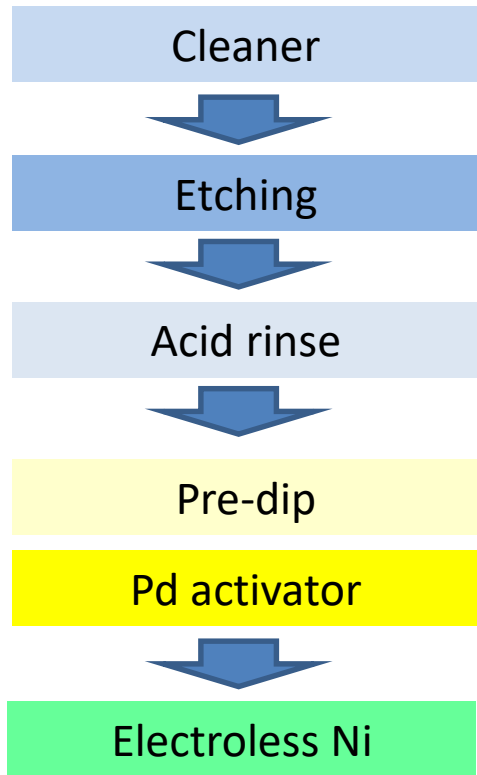 Cleaner
Etching
Acid rinse
Pre-dip
Pd activator
Electroless Ni